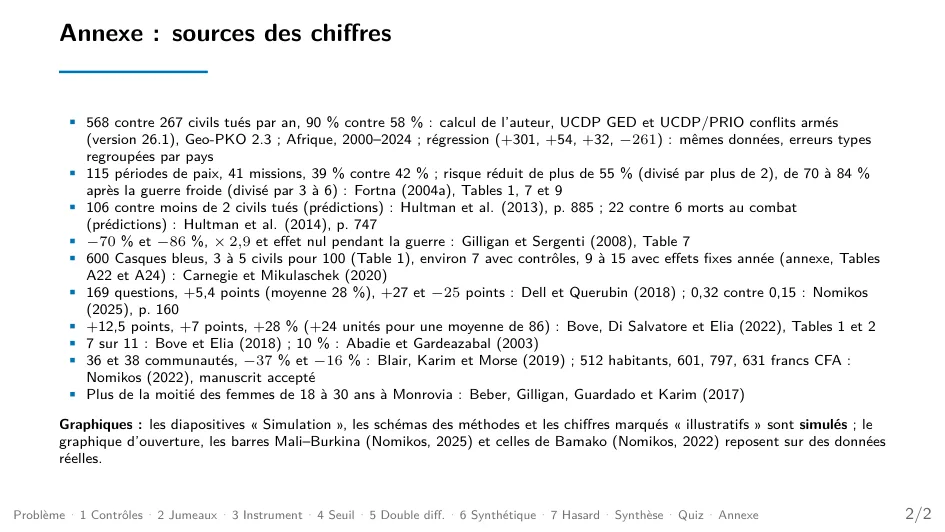 Annexe : sources des chiffres
568 contre 267 civils tués par an, 90 % contre 58 % : calcul de l'auteur, UCDP GED et UCDP/PRIO conflits armés
(version 26.1), Geo-PKO 2.3 ; Afrique, 2000–2024 ; régression (+301, +54, +32, −261) : mêmes données, erreurs types
regroupées par pays
115 périodes de paix, 41 missions, 39 % contre 42 % ; risque réduit de plus de 55 % (divisé par plus de 2), de 70 à 84 %
après la guerre froide (divisé par 3 à 6) : Fortna (2004a), Tables 1, 7 et 9
106 contre moins de 2 civils tués (prédictions) : Hultman et al. (2013), p. 885 ; 22 contre 6 morts au combat
(prédictions) : Hultman et al. (2014), p. 747
−70 % et −86 %, × 2,9 et effet nul pendant la guerre : Gilligan et Sergenti (2008), Table 7
600 Casques bleus, 3 à 5 civils pour 100 (Table 1), environ 7 avec contrôles, 9 à 15 avec effets fixes année (annexe, Tables
A22 et A24) : Carnegie et Mikulaschek (2020)
169 questions, +5,4 points (moyenne 28 %), +27 et −25 points : Dell et Querubin (2018) ; 0,32 contre 0,15 : Nomikos
(2025), p. 160
+12,5 points, +7 points, +28 % (+24 unités pour une moyenne de 86) : Bove, Di Salvatore et Elia (2022), Tables 1 et 2
7 sur 11 : Bove et Elia (2018) ; 10 % : Abadie et Gardeazabal (2003)
36 et 38 communautés, −37 % et −16 % : Blair, Karim et Morse (2019) ; 512 habitants, 601, 797, 631 francs CFA :
Nomikos (2022), manuscrit accepté
Plus de la moitié des femmes de 18 à 30 ans à Monrovia : Beber, Gilligan, Guardado et Karim (2017)
Graphiques : les diapositives « Simulation », les schémas des méthodes et les chiffres marqués « illustratifs » sont simulés ; le
graphique d'ouverture, les barres Mali–Burkina (Nomikos, 2025) et celles de Bamako (Nomikos, 2022) reposent sur des données
réelles.
Problème · 1 Contrôles · 2 Jumeaux · 3 Instrument · 4 Seuil · 5 Double diff. · 6 Synthétique · 7 Hasard · Synthèse · Quiz · Annexe
2/2